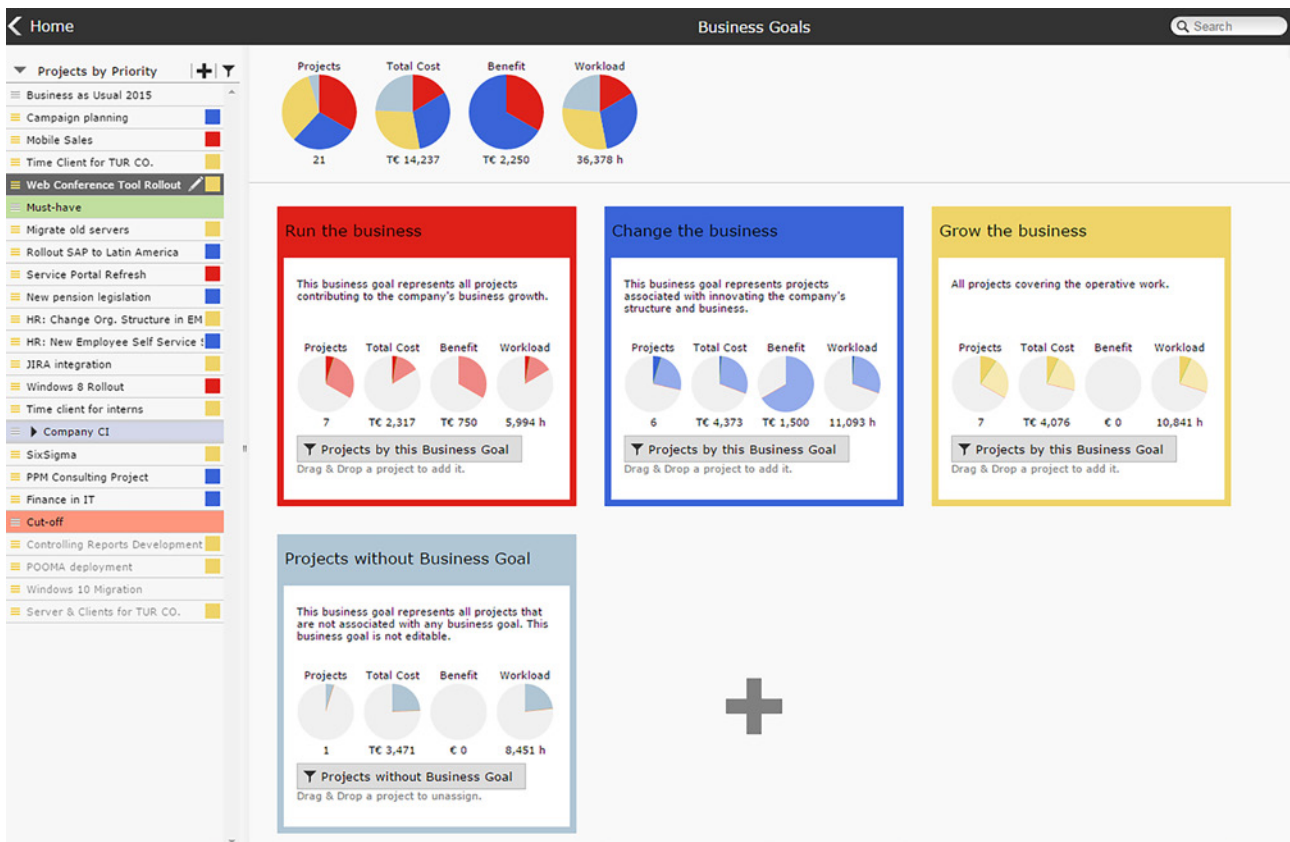 Home
Business Goals
Search
Projects by Priority
Business as Usual 2015
Campaign planning
Mobile Sales
Time Client for TUR CO.
Web Conference Tool Rollout
Must-have
Migrate old servers
Rollout SAP to Latin America
Service Portal Refresh
New pension legislation
HR: Change Org. Structure in EM
HR: New Employee Self Service S
JIRA integration
Windows 8 Rollout
Time client for interns
Company CI
SixSigma
PPM Consulting Project
Finance in IT
Cut-off
Controlling Reports Development
POOMA deployment
Windows 10 Migration
Server & Clients for TUR CO.
Projects Total Cost Benefit Workload
21 T€ 14,237 T€ 2,250 36,378 h
Run the business
This business goal represents all projects
contributing to the company's business growth.
Projects Total Cost Benefit Workload
7 T€ 2,317 T€ 750 5,994 h
Projects by this Business Goal
Drag & Drop a project to add it.
Change the business
This business goal represents projects
associated with innovating the company's
structure and business.
Projects Total Cost Benefit Workload
6 T€ 4,373 T€ 1,500 11,093 h
Projects by this Business Goal
Drag & Drop a project to add it.
Grow the business
All projects covering the operative work.
Projects Total Cost Benefit Workload
7 T€ 4,076 € 0 10,841 h
Projects by this Business Goal
Drag & Drop a project to add it.
Projects without Business Goal
This business goal represents all projects that
are not associated with any business goal. This
business goal is not editable.
Projects Total Cost Benefit Workload
1 T€ 3,471 € 0 8,451 h
Projects without Business Goal
Drag & Drop a project to unassign.